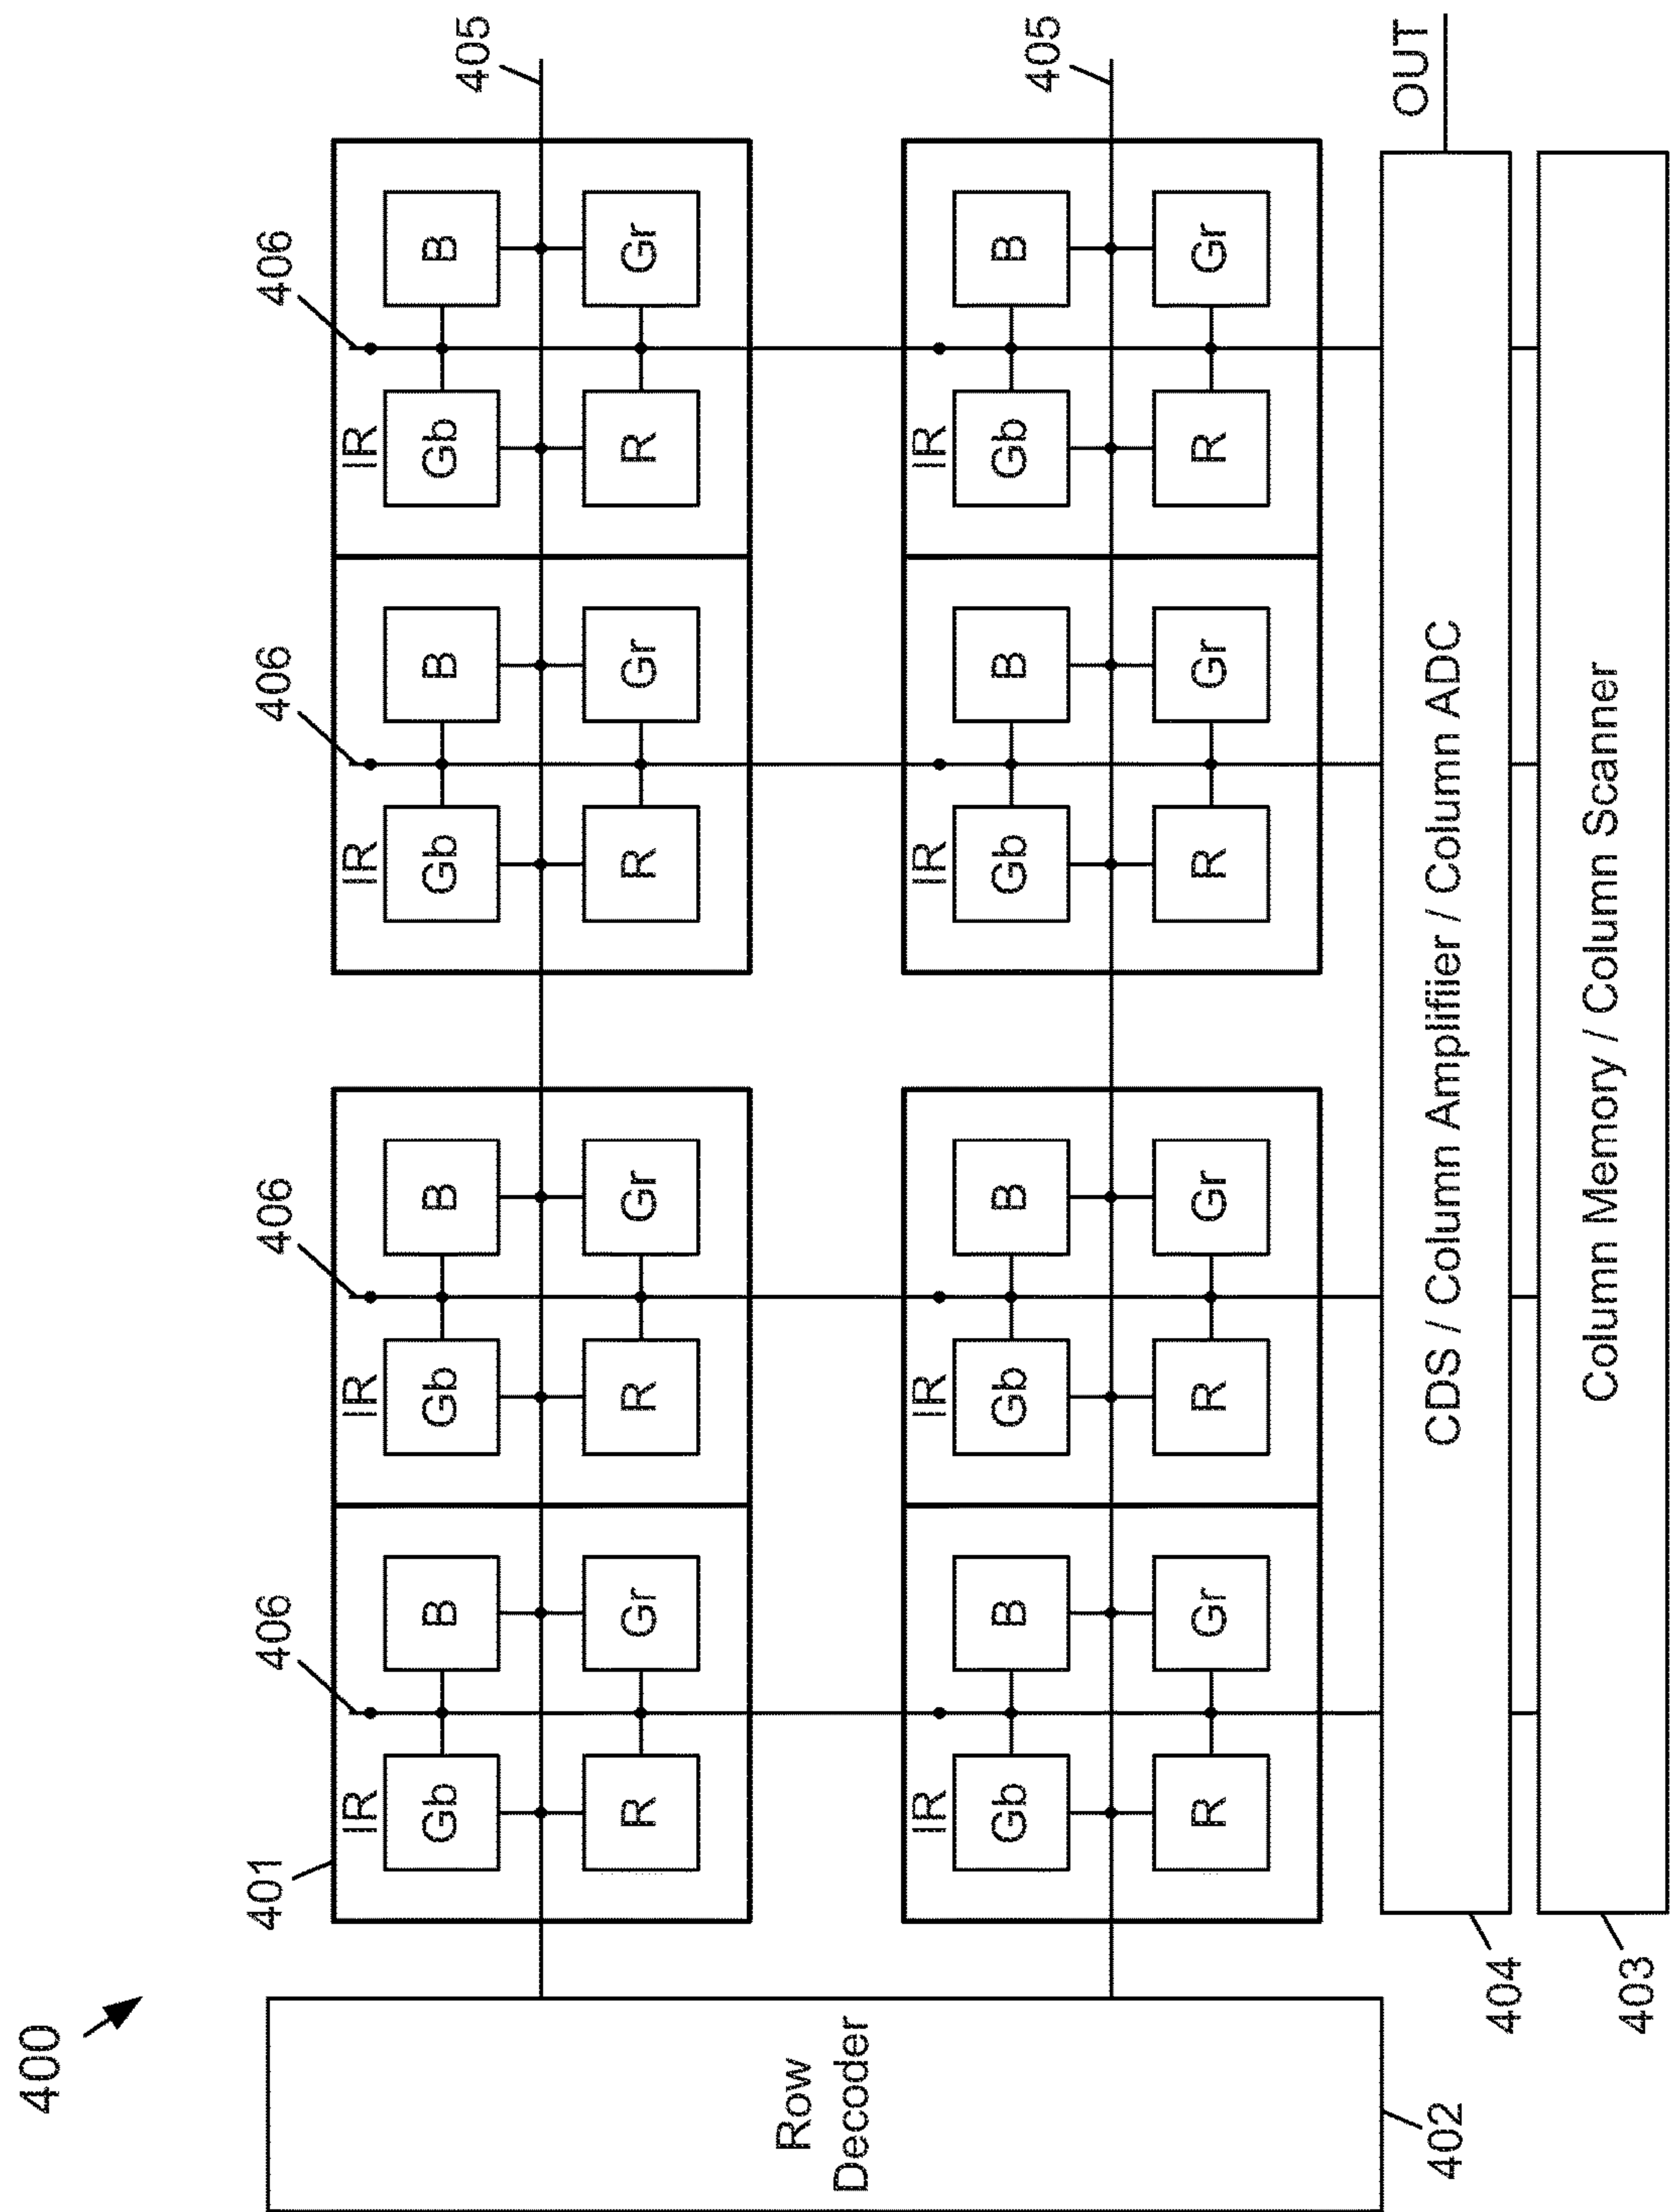 400
401 406 406 406 406
IR IR IR IR
Gb B Gb B Gb B Gb B
405
R Gr R Gr R Gr R Gr
Row
Decoder
IR IR IR IR
Gb B Gb B Gb B Gb B
405
R Gr R Gr R Gr R Gr
OUT
402
CDS / Column Amplifiier / Column ADC
404
Column Memory / Column Scanner
403